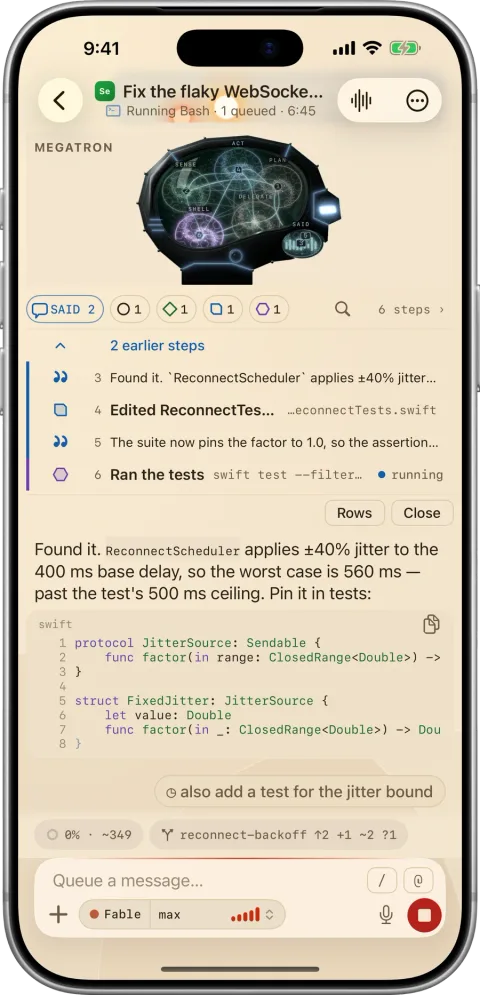 9:41
Se Fix the flaky WebSocke...
Running Bash · 1 queued · 6:45
MEGATRON
ACT
SENSE
PLAN
DELEGATE
SHELL
SAID
SAID 2 1 1 1 1 6 steps ›
2 earlier steps
3 Found it. `ReconnectScheduler` applies ±40% jitter...
4 Edited ReconnectTes... ...econnectTests.swift
5 The suite now pins the factor to 1.0, so the assertion...
6 Ran the tests swift test --filter... running
Rows Close
Found it. ReconnectScheduler applies ±40% jitter to the
400 ms base delay, so the worst case is 560 ms —
past the test's 500 ms ceiling. Pin it in tests:
swift
1 protocol JitterSource: Sendable {
2 func factor(in range: ClosedRange<Double>) ->
3 }
4
5 struct FixedJitter: JitterSource {
6 let value: Double
7 func factor(in _: ClosedRange<Double>) -> Dou
8 }
also add a test for the jitter bound
0% · ~349 reconnect-backoff ↑2 +1 ~2 ?1
Queue a message... / @
Fable max